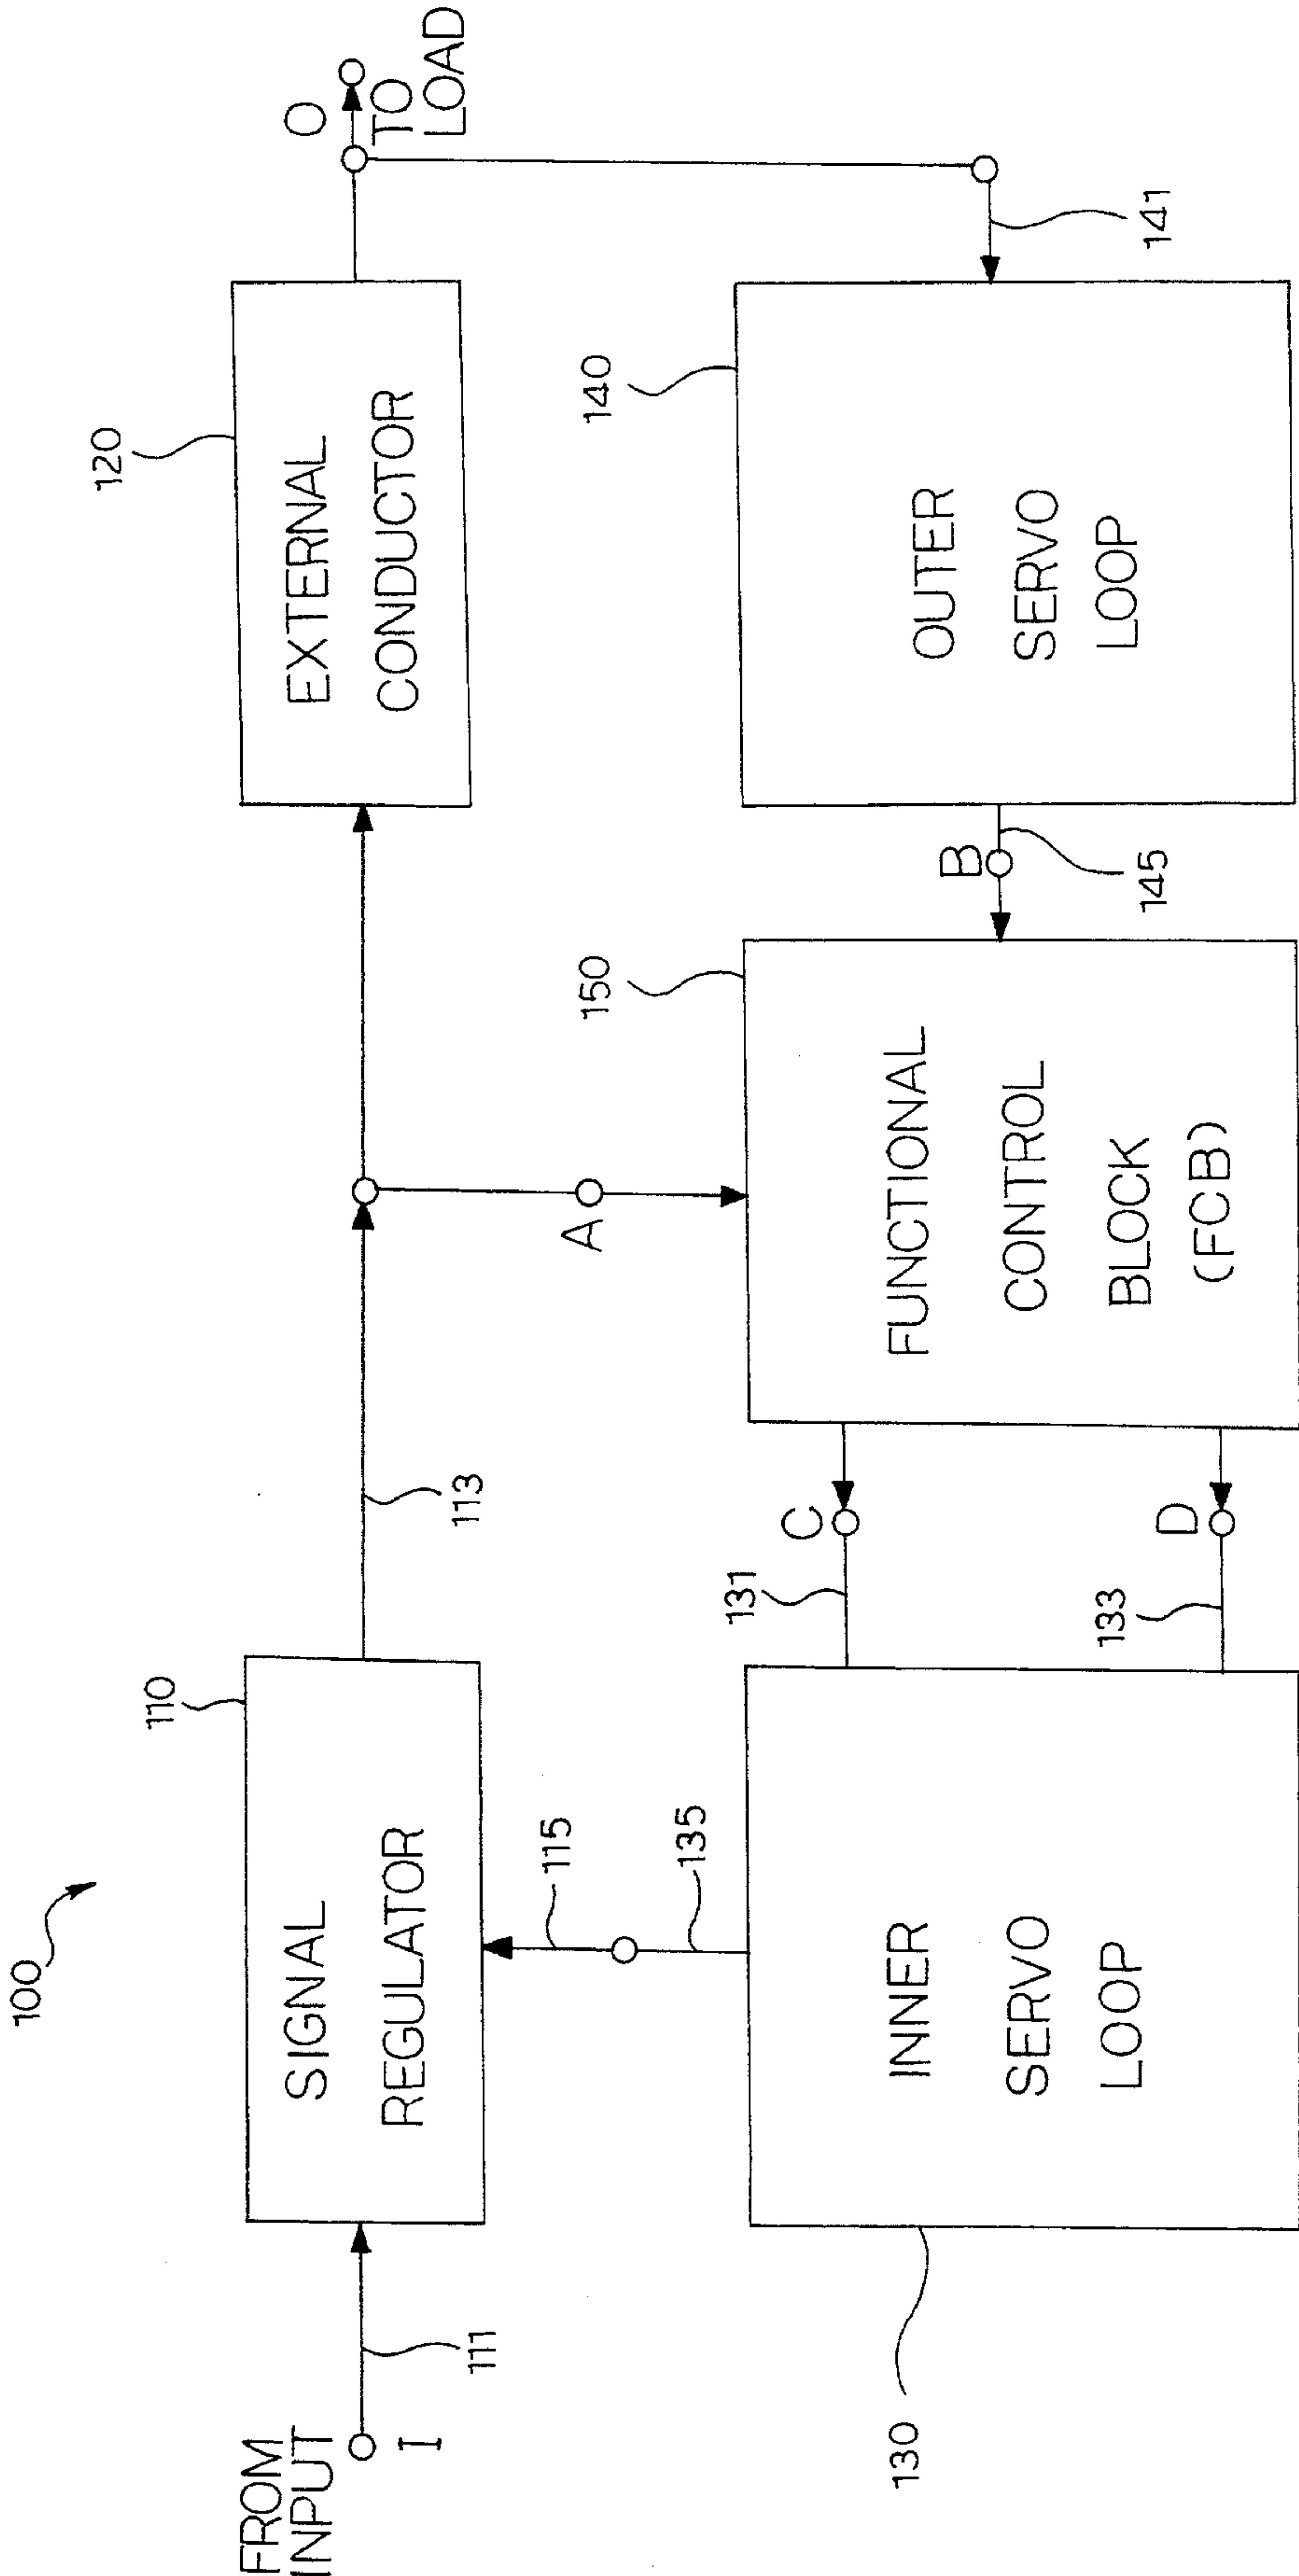 100
FROM
INPUT
I
111
110
SIGNAL
REGULATOR
113
120
EXTERNAL
CONDUCTOR
O
TO
LOAD
115
135
A
130
INNER
SERVO
LOOP
131
C
133
D
150
FUNCTIONAL
CONTROL
BLOCK
(FCB)
B
145
140
OUTER
SERVO
LOOP
141